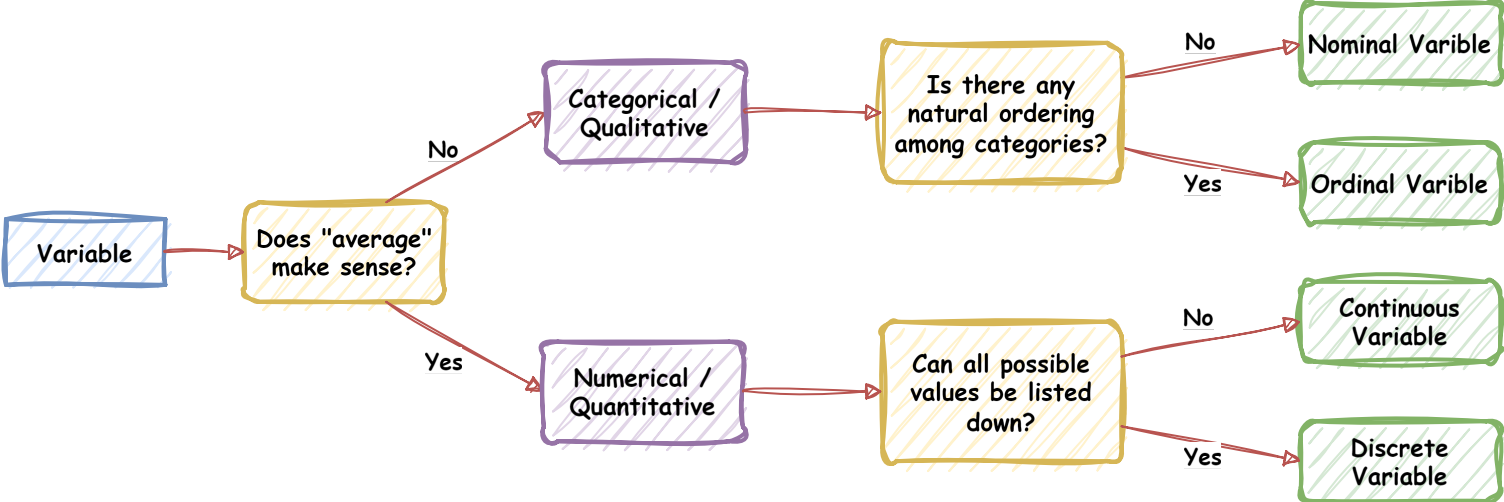 Variable
Does "average"
make sense?
No
Yes
Categorical /
Qualitative
Numerical /
Quantitative
Is there any
natural ordering
among categories?
No
Yes
Can all possible
values be listed
down?
No
Yes
Nominal Varible
Ordinal Varible
Continuous
Variable
Discrete
Variable